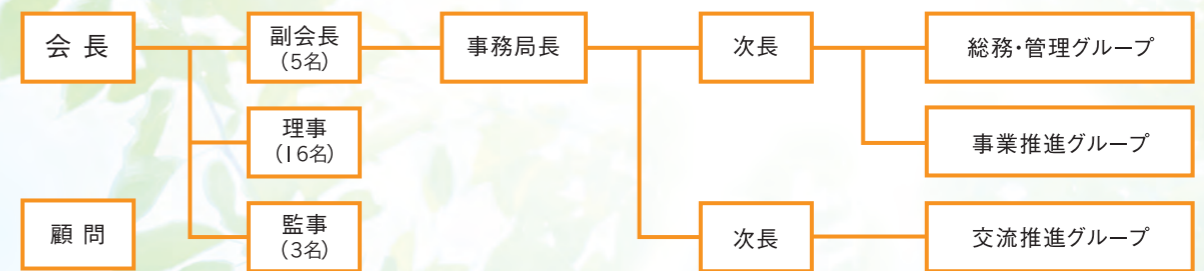 会長
副会長
(5名)
事務局長
次長
総務・管理グループ
理事
(16名)
事業推進グループ
顧問
監事
(3名)
次長
交流推進グループ